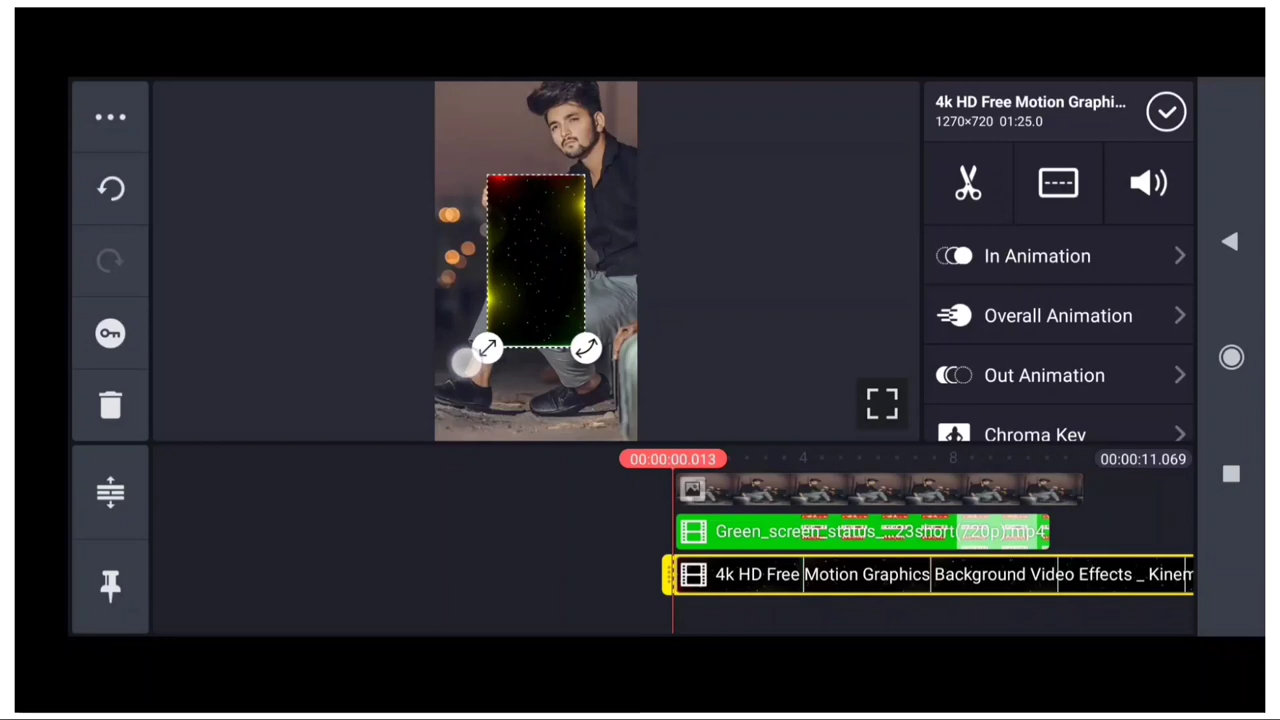 4k HD Free Motion Graphi...
1270×720 01:25.0
In Animation
Overall Animation
Out Animation
Chroma Key
00:00:00.013
4
8
00:00:11.069
Green_screen_status_...23short(720p).mp4
4k HD Free Motion Graphics Background Video Effects _ Kinem